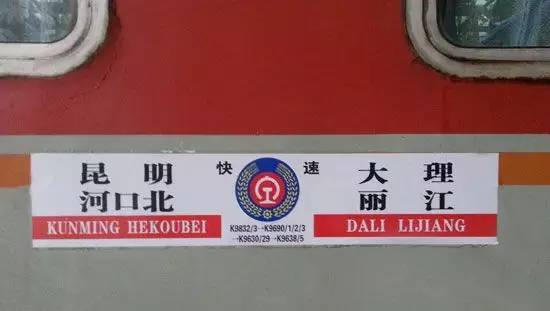 昆明 快速 大理
河口北 丽江
KUNMING HEKOUBEI K9832/3→K9690/1/2/3 DALI LIJIANG
→K9630/29→K9638/5